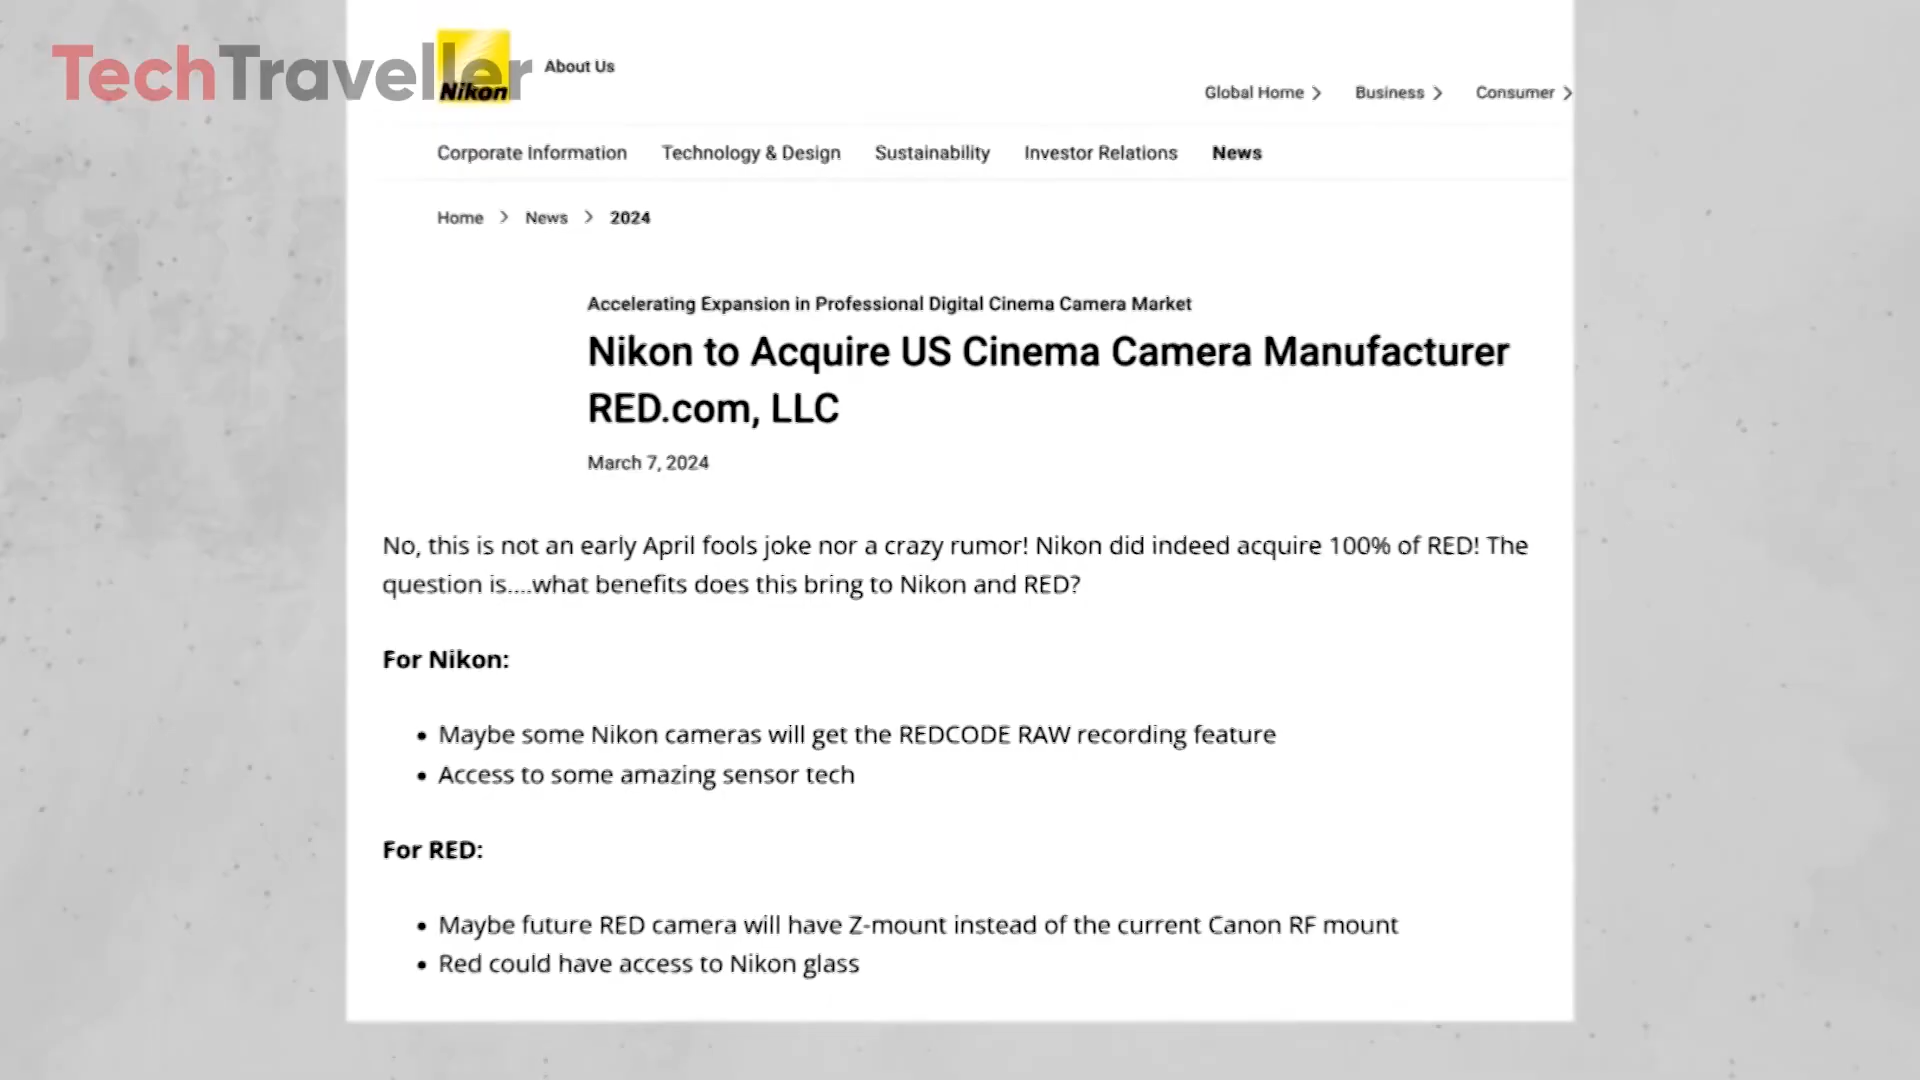 TechTraveller
Nikon
About Us
Global Home
Business
Consumer
Corporate Information
Technology & Design
Sustainability
Investor Relations
News
Home > News > 2024
Accelerating Expansion in Professional Digital Cinema Camera Market
Nikon to Acquire US Cinema Camera Manufacturer
RED.com, LLC
March 7, 2024
No, this is not an early April fools joke nor a crazy rumor! Nikon did indeed acquire 100% of RED! The
question is....what benefits does this bring to Nikon and RED?
For Nikon:
• Maybe some Nikon cameras will get the REDCODE RAW recording feature
• Access to some amazing sensor tech
For RED:
• Maybe future RED camera will have Z-mount instead of the current Canon RF mount
• Red could have access to Nikon glass